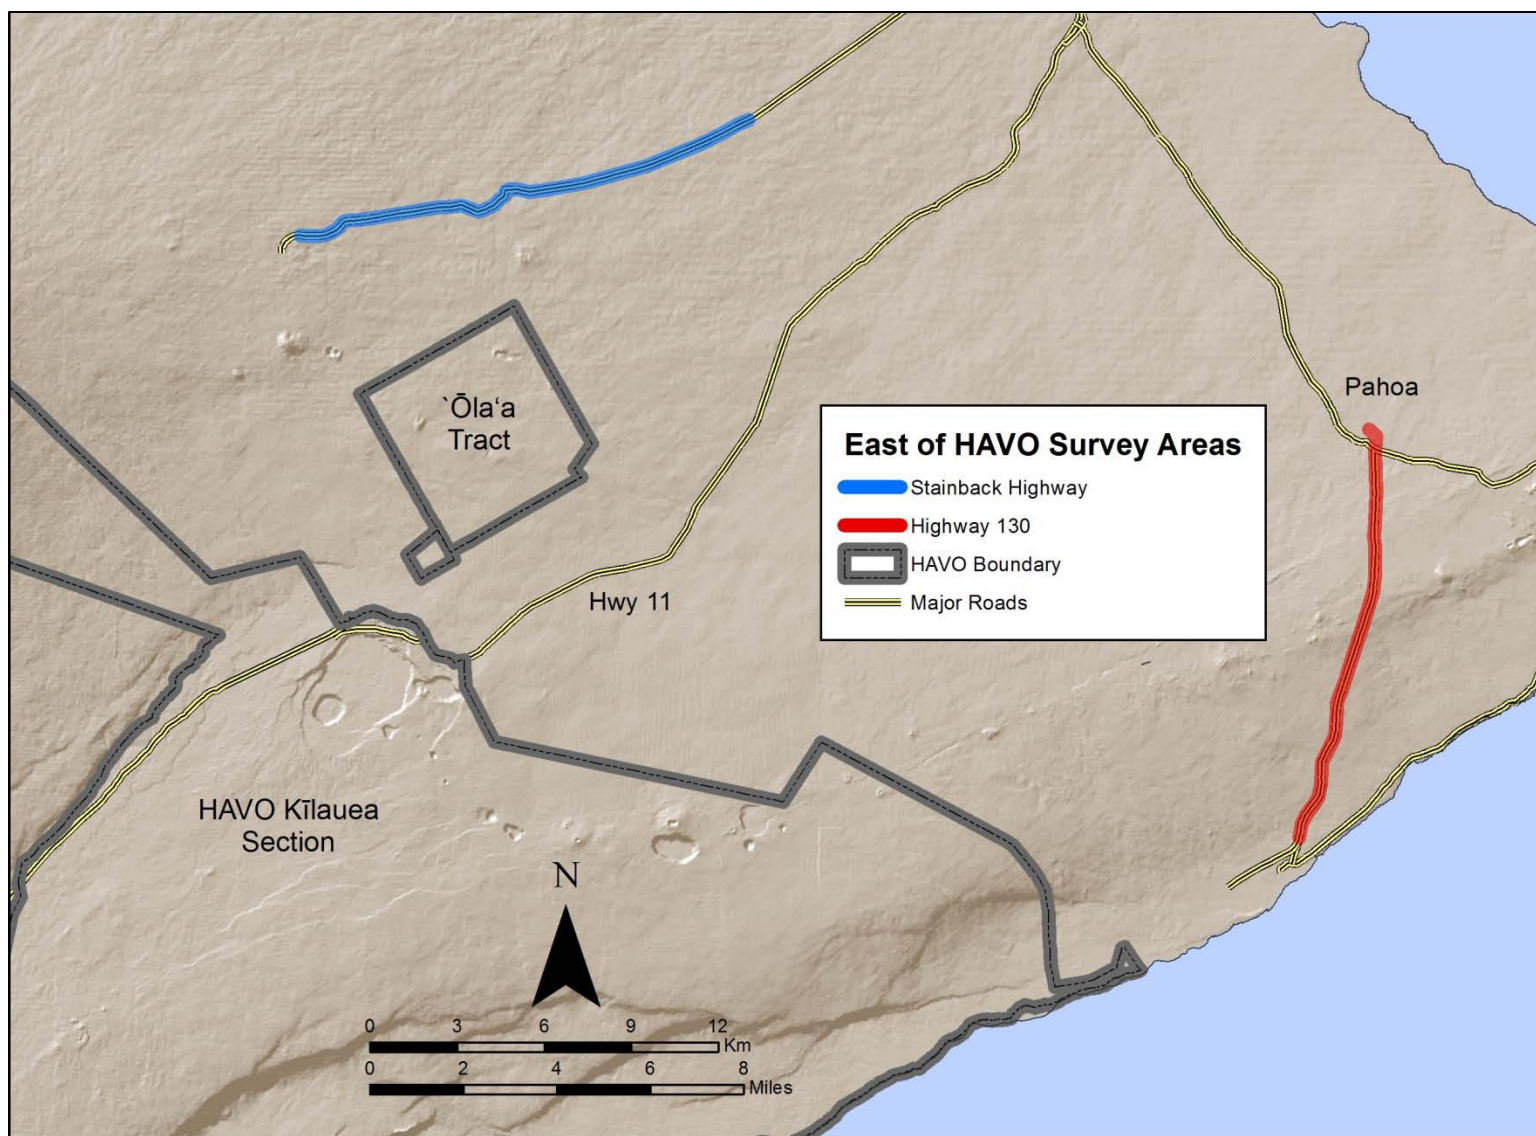 Pahoa
`Ōla‘a
Tract
East of HAVO Survey Areas
Stainback Highway
Highway 130
HAVO Boundary
Major Roads
Hwy 11
HAVO Kīlauea
Section
N
0 3 6 9 12
Km
0 2 4 6 8
Miles